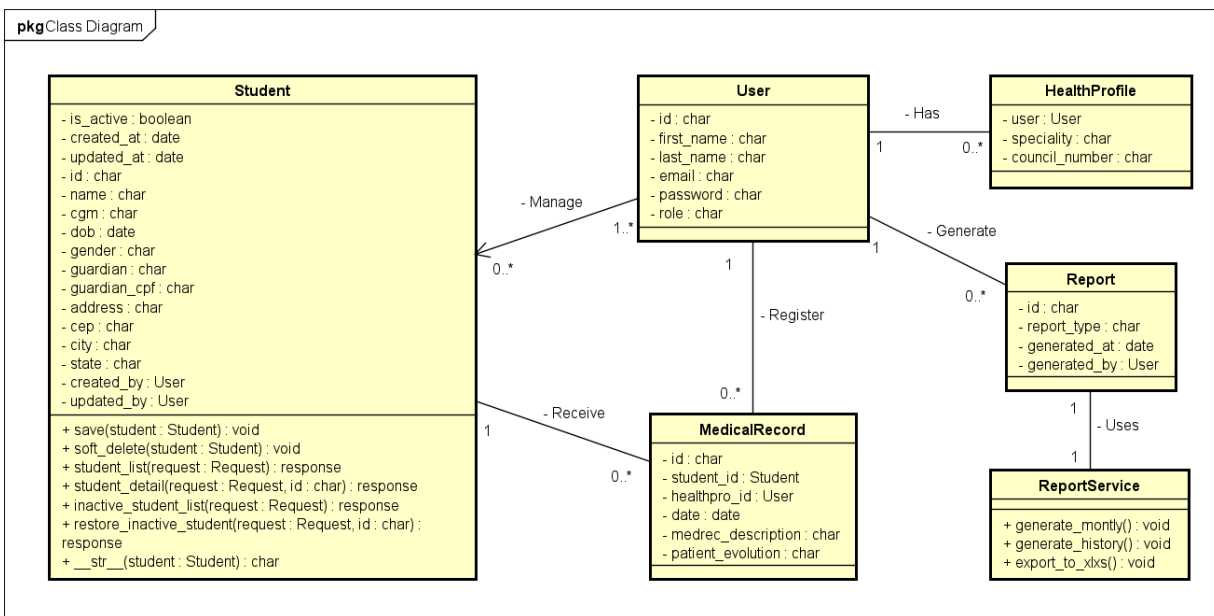 pkg Class Diagram
Student
- is_active : boolean
- created_at : date
- updated_at : date
- id : char
- name : char
- cgm : char
- dob : date
- gender : char
- guardian : char
- guardian_cpf : char
- address : char
- cep : char
- city : char
- state : char
- created_by : User
- updated_by : User
+ save(student : Student) : void
+ soft_delete(student : Student) : void
+ student_list(request : Request) : response
+ student_detail(request : Request, id : char) : response
+ inactive_student_list(request : Request) : response
+ restore_inactive_student(request : Request, id : char) :
response
+ __str__(student : Student) : char
- Manage
1..*
0..*
User
- id : char
- first_name : char
- last_name : char
- email : char
- password : char
- role : char
- Has
1
0..*
HealthProfile
- user : User
- speciality : char
- council_number : char
- Generate
1
0..*
Report
- id : char
- report_type : char
- generated_at : date
- generated_by : User
1
- Register
0..*
- Receive
1
0..*
MedicalRecord
- id : char
- student_id : Student
- healthpro_id : User
- date : date
- medrec_description : char
- patient_evolution : char
1
- Uses
1
ReportService
+ generate_montly() : void
+ generate_history() : void
+ export_to_xlxs() : void